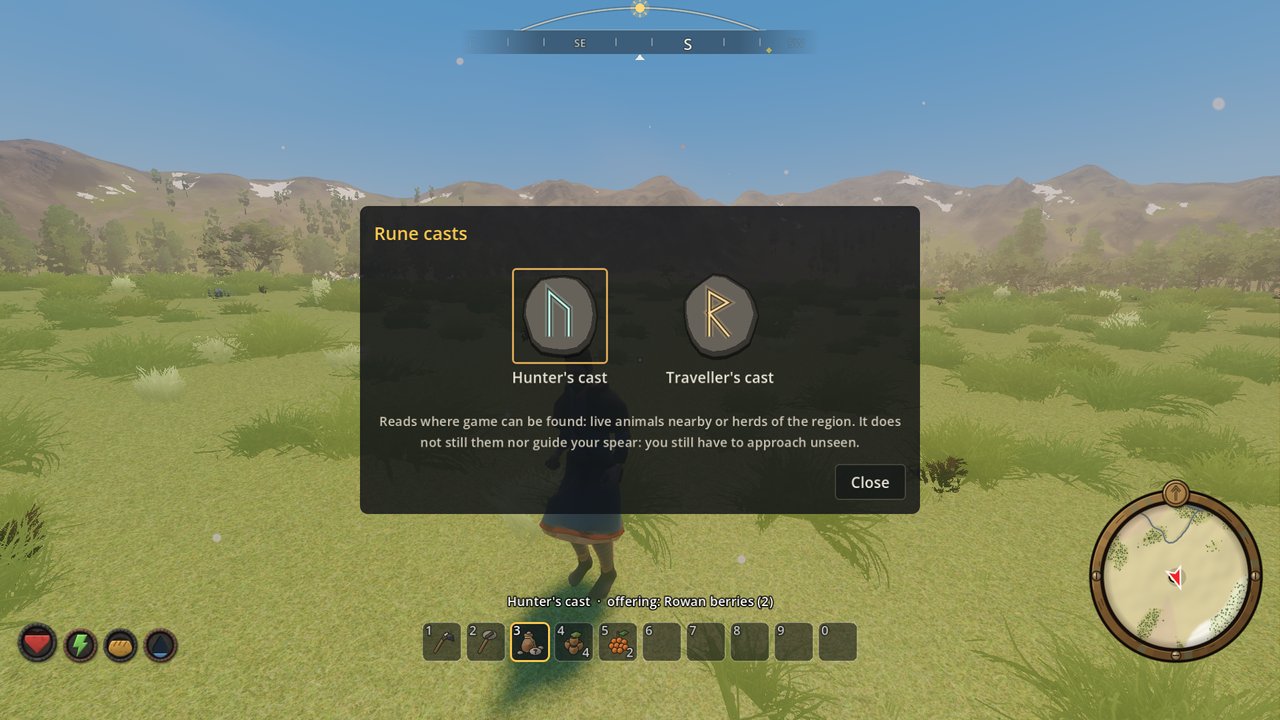 SE
S
Rune casts
Hunter's cast
Traveller's cast
Reads where game can be found: live animals nearby or herds of the region. It does
not still them nor guide your spear: you still have to approach unseen.
Close
Hunter's cast · offering: Rowan berries (2)
1 2 3 4 5 6 7 8 9 0
4 2